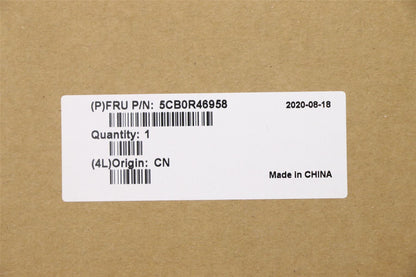 (P)FRU P/N: 5CB0R46958 2020-08-18
Quantity: 1
(4L)Origin: CN
Made in CHINA